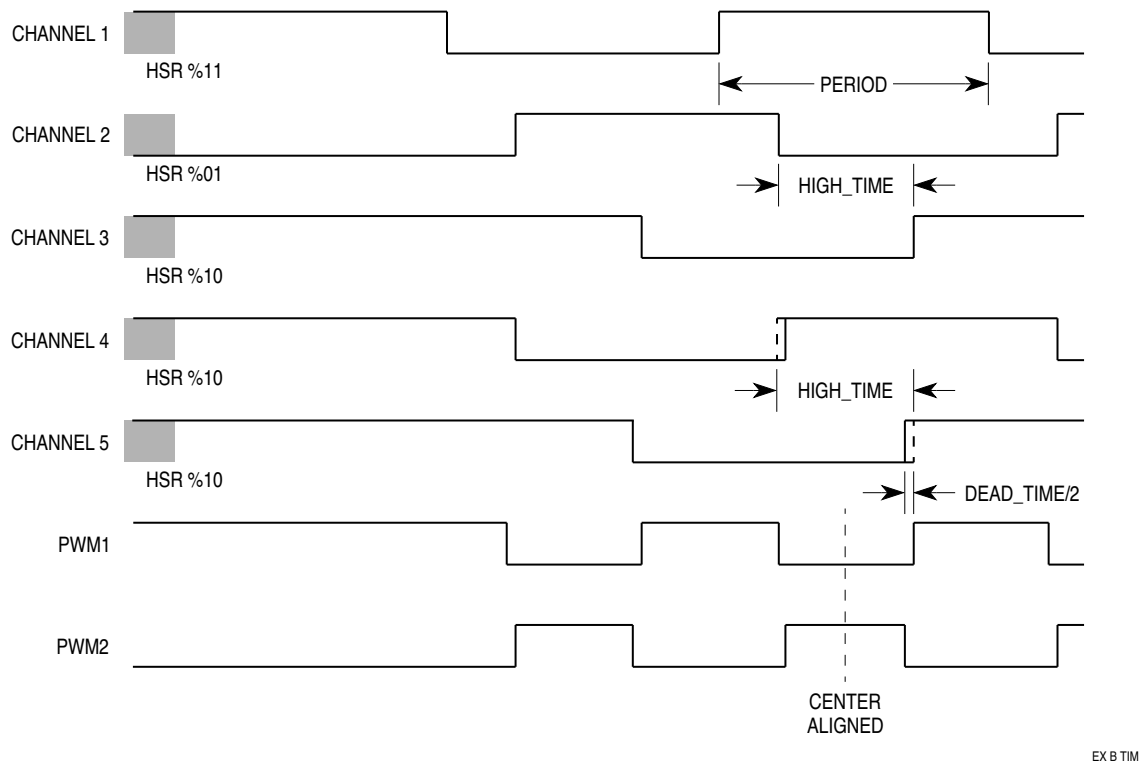 CHANNEL 1
HSR %11
PERIOD
CHANNEL 2
HSR %01
HIGH_TIME
CHANNEL 3
HSR %10
CHANNEL 4
HSR %10
HIGH_TIME
CHANNEL 5
HSR %10
DEAD_TIME/2
PWM1
PWM2
CENTER
ALIGNED
EX B TIM